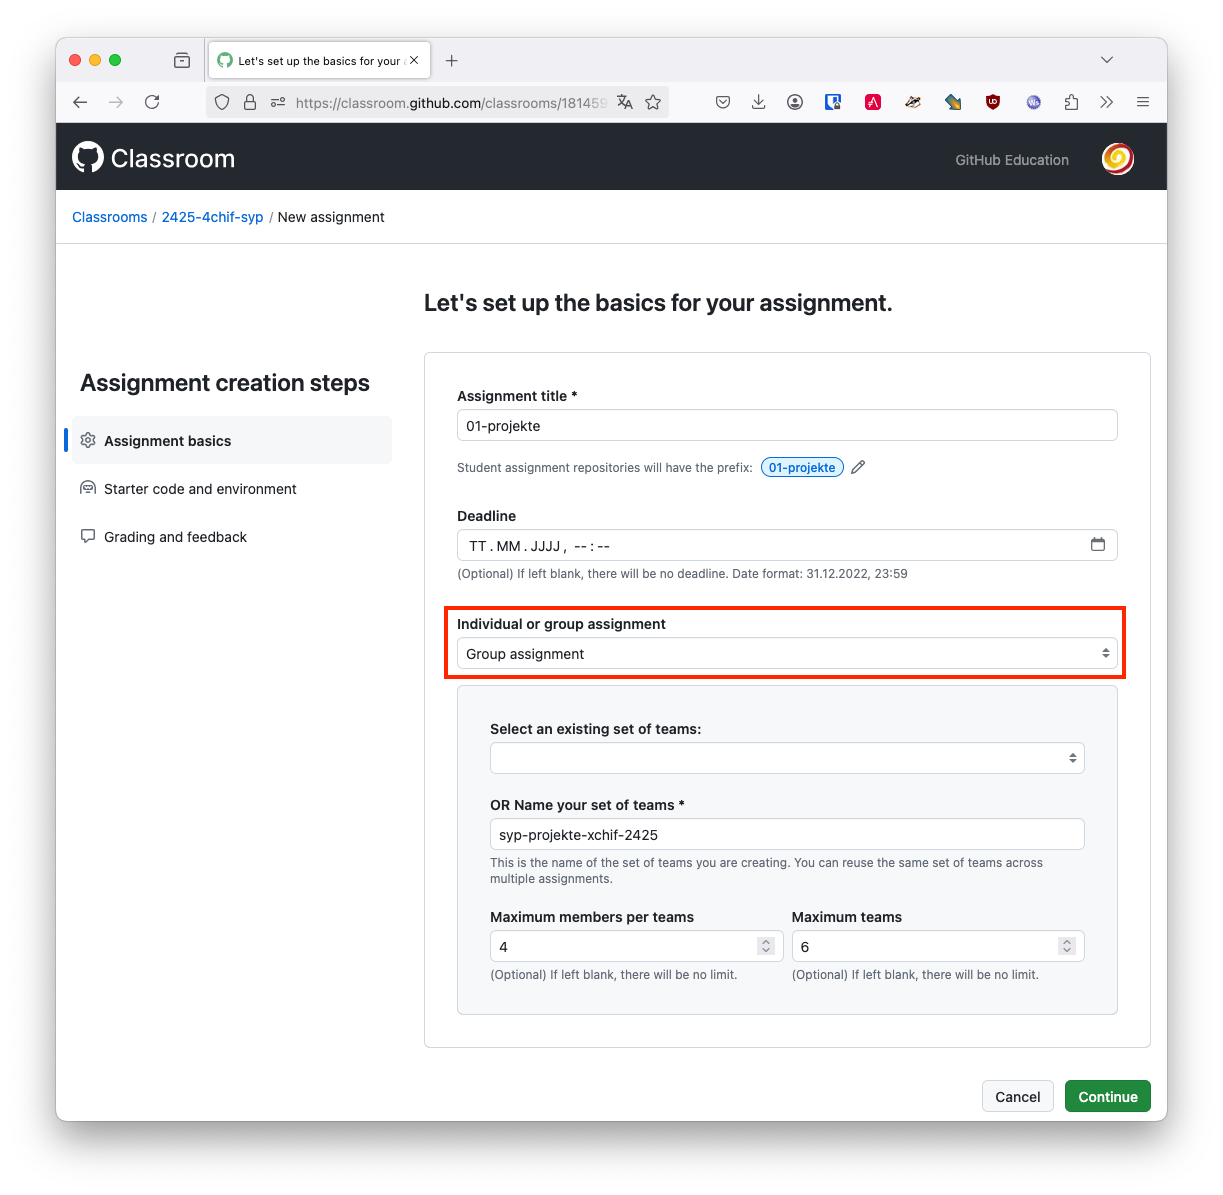 Let's set up the basics for your
https://classroom.github.com/classrooms/181459
Classroom
GitHub Education
Classrooms / 2425-4chif-syp / New assignment
Let's set up the basics for your assignment.
Assignment creation steps
Assignment basics
Starter code and environment
Grading and feedback
Assignment title *
01-projekte
Student assignment repositories will have the prefix: 01-projekte
Deadline
TT . MM . JJJJ , -- : --
(Optional) If left blank, there will be no deadline. Date format: 31.12.2022, 23:59
Individual or group assignment
Group assignment
Select an existing set of teams:
OR Name your set of teams *
syp-projekte-xchif-2425
This is the name of the set of teams you are creating. You can reuse the same set of teams across
multiple assignments.
Maximum members per teams
Maximum teams
4
6
(Optional) If left blank, there will be no limit.
(Optional) If left blank, there will be no limit.
Cancel
Continue